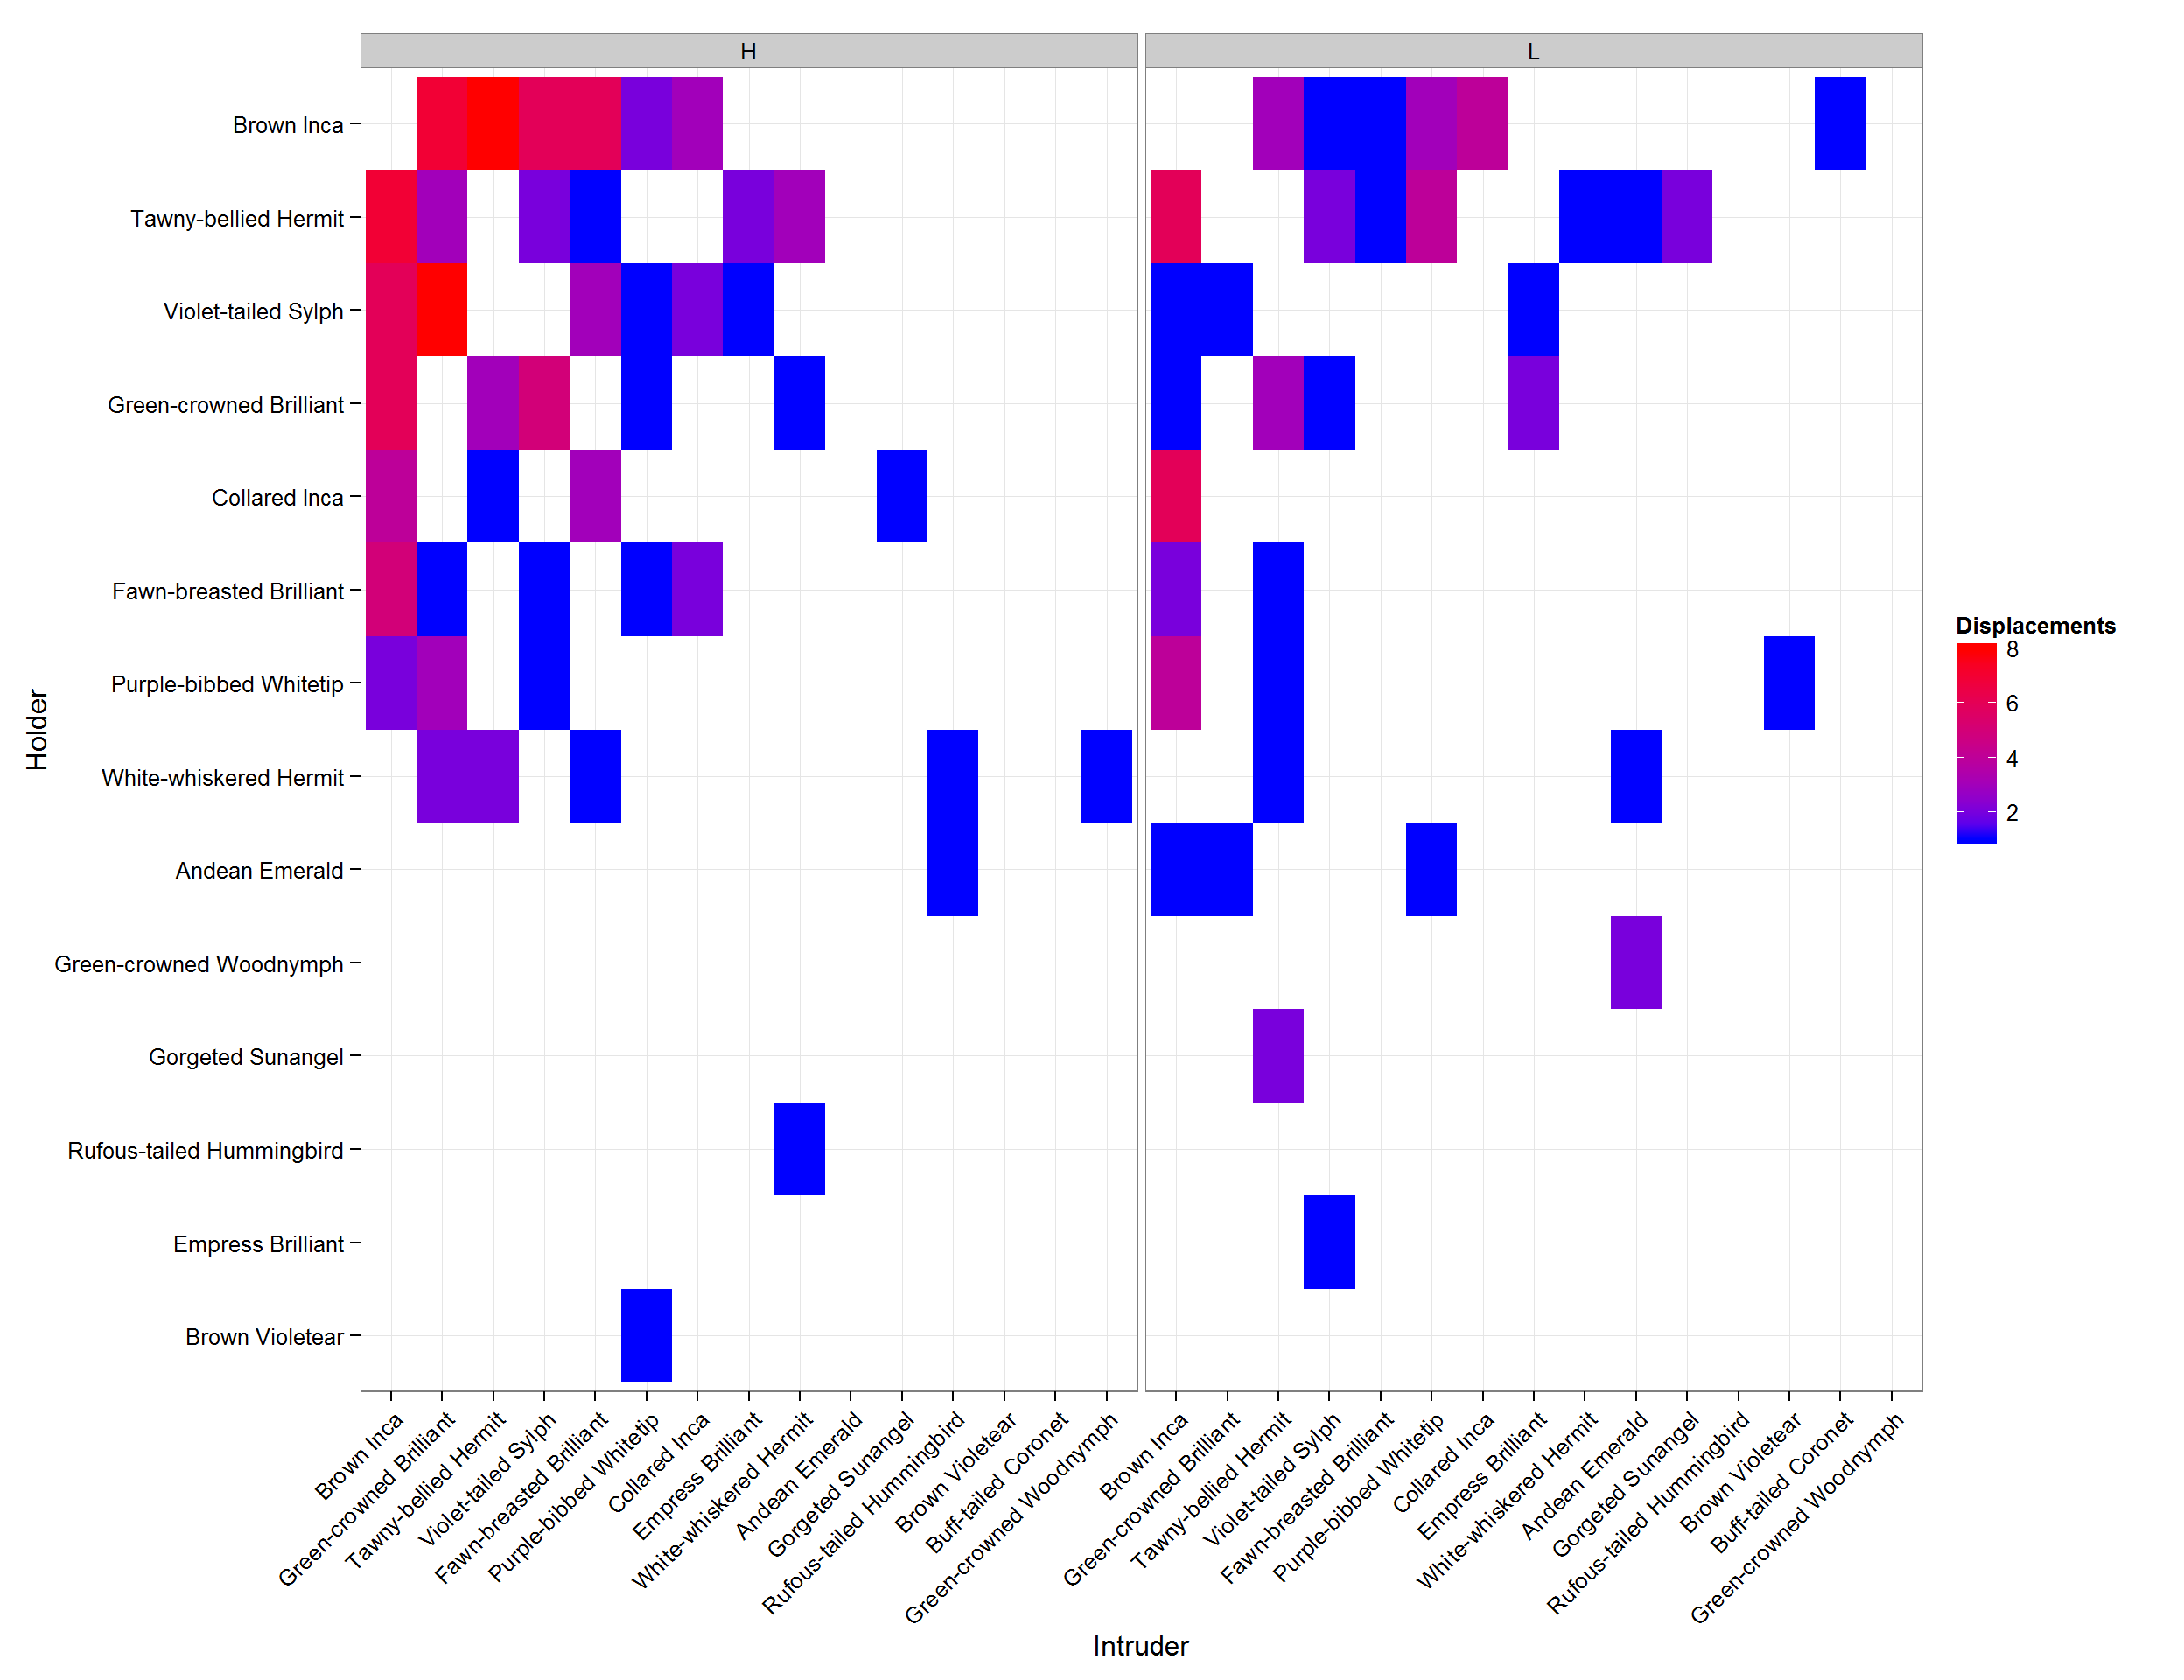 H
L
Brown Inca
Tawny-bellied Hermit
Violet-tailed Sylph
Green-crowned Brilliant
Collared Inca
Fawn-breasted Brilliant
Purple-bibbed Whitetip
White-whiskered Hermit
Andean Emerald
Green-crowned Woodnymph
Gorgeted Sunangel
Rufous-tailed Hummingbird
Empress Brilliant
Brown Violetear
Holder
Brown Inca
Green-crowned Brilliant
Tawny-bellied Hermit
Violet-tailed Sylph
Fawn-breasted Brilliant
Purple-bibbed Whitetip
Collared Inca
Empress Brilliant
White-whiskered Hermit
Andean Emerald
Gorgeted Sunangel
Rufous-tailed Hummingbird
Brown Violetear
Buff-tailed Coronet
Green-crowned Woodnymph
Brown Inca
Green-crowned Brilliant
Tawny-bellied Hermit
Violet-tailed Sylph
Fawn-breasted Brilliant
Purple-bibbed Whitetip
Collared Inca
Empress Brilliant
White-whiskered Hermit
Andean Emerald
Gorgeted Sunangel
Rufous-tailed Hummingbird
Brown Violetear
Buff-tailed Coronet
Green-crowned Woodnymph
Intruder
Displacements
8
6
4
2